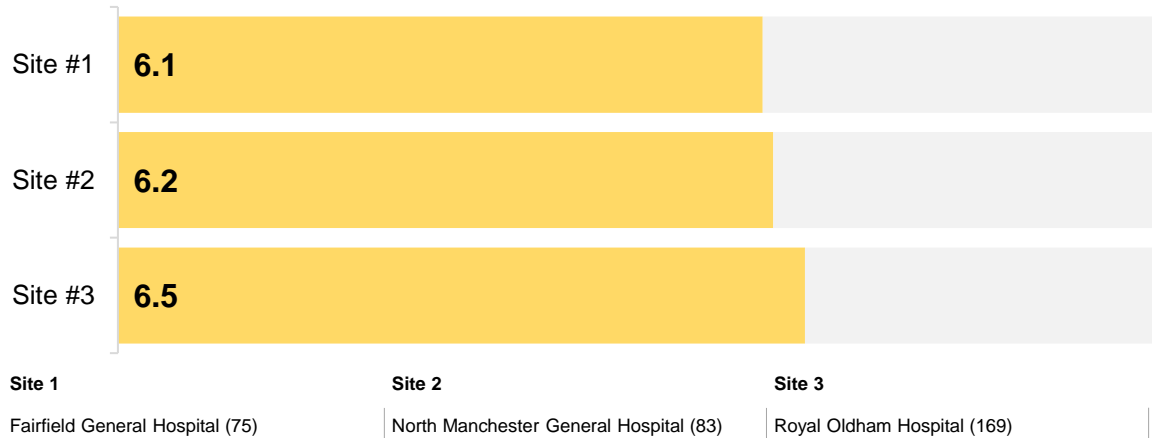 Site #1
6.1
Site #2
6.2
Site #3
6.5
Site 1 Site 2 Site 3
Fairfield General Hospital (75) North Manchester General Hospital (83) Royal Oldham Hospital (169)